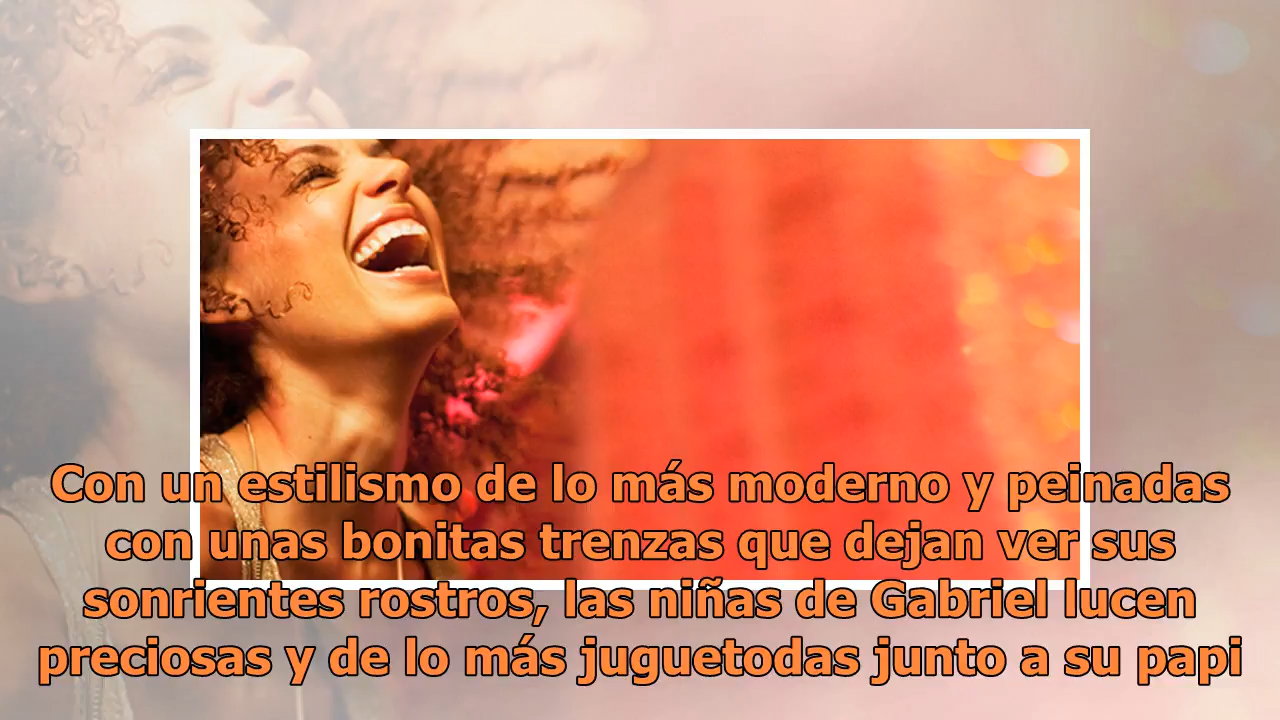 Con un estilismo de lo más moderno y peinadas
con unas bonitas trenzas que dejan ver sus
sonrientes rostros, las niñas de Gabriel lucen
preciosas y de lo más juguetodas junto a su papi